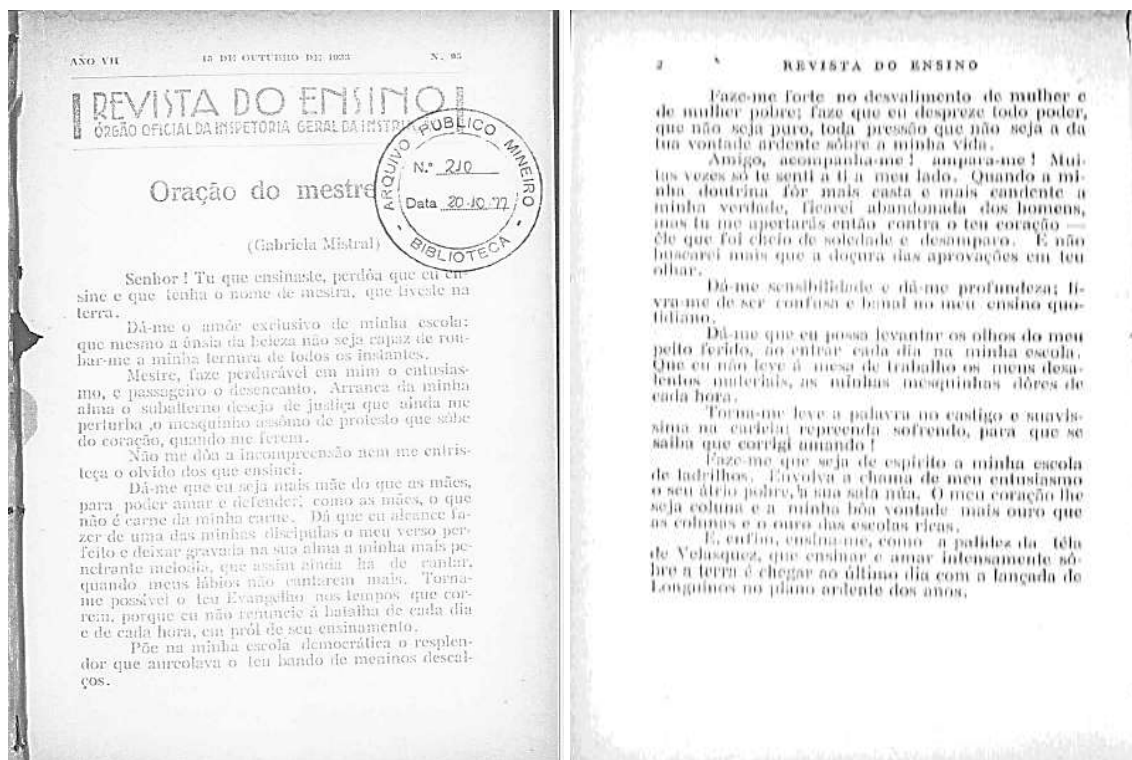 ANO VII 15 DE OUTUBRO DE 1933 N. 95
REVISTA DO ENSINO
ÓRGÃO OFICIAL DA INSPETORIA GERAL DA INSTRU
ARQUIVO PÚBLICO MINEIRO
N.º 210
Data 20-10-77
- BIBLIOTECA -
Oração do mestre
(Gabriela Mistral)
Senhor ! Tu que ensinaste, perdôa que eu en-
sine e que tenha o nome de mestra, que tiveste na
terra.
Dá-me o amôr exclusivo de minha escola:
que mesmo a ânsia da beleza não seja capaz de rou-
bar-me a minha ternura de todos os instantes.
Mestre, faze perdurável em mim o entusias-
mo, e passageiro o desencanto. Arranca da minha
alma o subalterno desejo de justiça que ainda me
perturba ,o mesquinho assômo de protesto que sôbe
do coração, quando me ferem.
Não me dôa a incompreensão nem me entris-
teça o olvido dos que ensinei.
Dá-me que eu seja mais mãe do que as mães,
para poder amar e defender; como as mães, o que
não é carne da minha carne. Dá que eu alcance fa-
zer de uma das minhas discipulas o meu verso per-
feito e deixar gravada na sua alma a minha mais pe-
netrante melodia, que assim ainda há de cantar,
quando meus lábios não cantarem mais. Torna-
me possível o teu Evangelho nos tempos que cor-
rem, porque eu não renuncie á batalha de cada dia
e de cada hora, em pról de seu ensinamento.
Põe na minha escola democrática o resplen-
dor que aureolava o teu bando de meninos descal-
ços.
2 REVISTA DO ENSINO
Faze-me forte no desvalimento de mulher e
de mulher pobre; faze que eu despreze todo poder,
que não seja puro, toda pressão que não seja a da
tua vontade ardente sôbre a minha vida.
Amigo, acompanha-me ! ampara-me ! Mui-
tas vezes só te senti a ti a meu lado. Quando a mi-
nha doutrina fôr mais casta e mais candente a
minha verdade, ficarei abandonada dos homens,
mas tu me apertarás então contra o teu coração —
êle que foi cheio de soledade e desamparo. E não
buscarei mais que a doçura das aprovações em teu
olhar.
Dá-me sensibilidade e dá-me profundeza; li-
vra-me de ser confusa e banal no meu ensino quo-
tidiano.
Dá-me que eu possa levantar os olhos do meu
peito ferido, ao entrar cada dia na minha escola.
Que eu não leve á mesa de trabalho os meus desa-
lentos materiais, as minhas mesquinhas dôres de
cada hora.
Torna-me leve a palavra no castigo e suavis-
sima na caricia; repreenda sofrendo, para que se
saiba que corrigi amando !
Faze-me que seja de espírito a minha escola
de ladrilhos. Envolva a chama de meu entusiasmo
o seu átrio pobre, a sua sala núa. O meu coração lhe
seja coluna e a minha bôa vontade mais ouro que
as colunas e o ouro das escolas ricas.
E, enfim, ensina-me, como a palidez da téla
de Velasquez, que ensinar e amar intensamente sô-
bre a terra é chegar ao último dia com a lançada de
Longuinos no plano ardente dos anos.